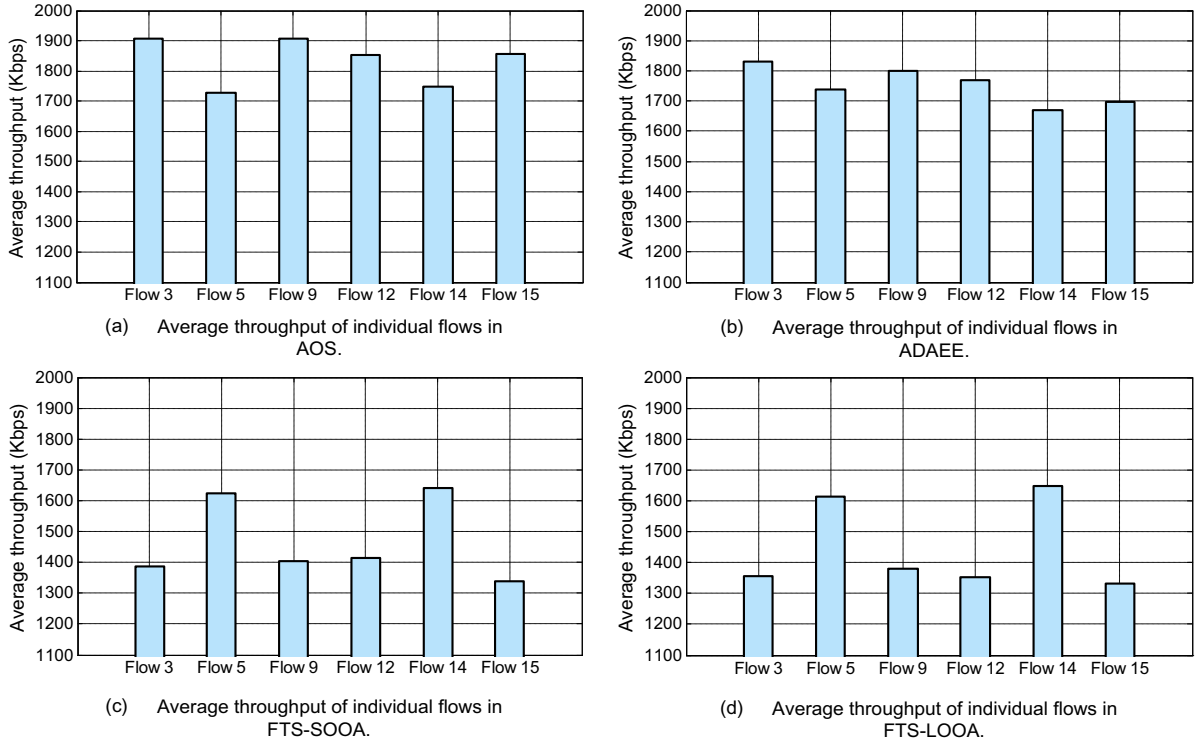 Average throughput (Kbps)
2000
1900
1800
1700
1600
1500
1400
1300
1200
1100
Flow 3 Flow 5 Flow 9 Flow 12 Flow 14 Flow 15
(a) Average throughput of individual flows in
AOS.
Average throughput (Kbps)
2000
1900
1800
1700
1600
1500
1400
1300
1200
1100
Flow 3 Flow 5 Flow 9 Flow 12 Flow 14 Flow 15
(b) Average throughput of individual flows in
ADAEE.
Average throughput (Kbps)
2000
1900
1800
1700
1600
1500
1400
1300
1200
1100
Flow 3 Flow 5 Flow 9 Flow 12 Flow 14 Flow 15
(c) Average throughput of individual flows in
FTS-SOOA.
Average throughput (Kbps)
2000
1900
1800
1700
1600
1500
1400
1300
1200
1100
Flow 3 Flow 5 Flow 9 Flow 12 Flow 14 Flow 15
(d) Average throughput of individual flows in
FTS-LOOA.